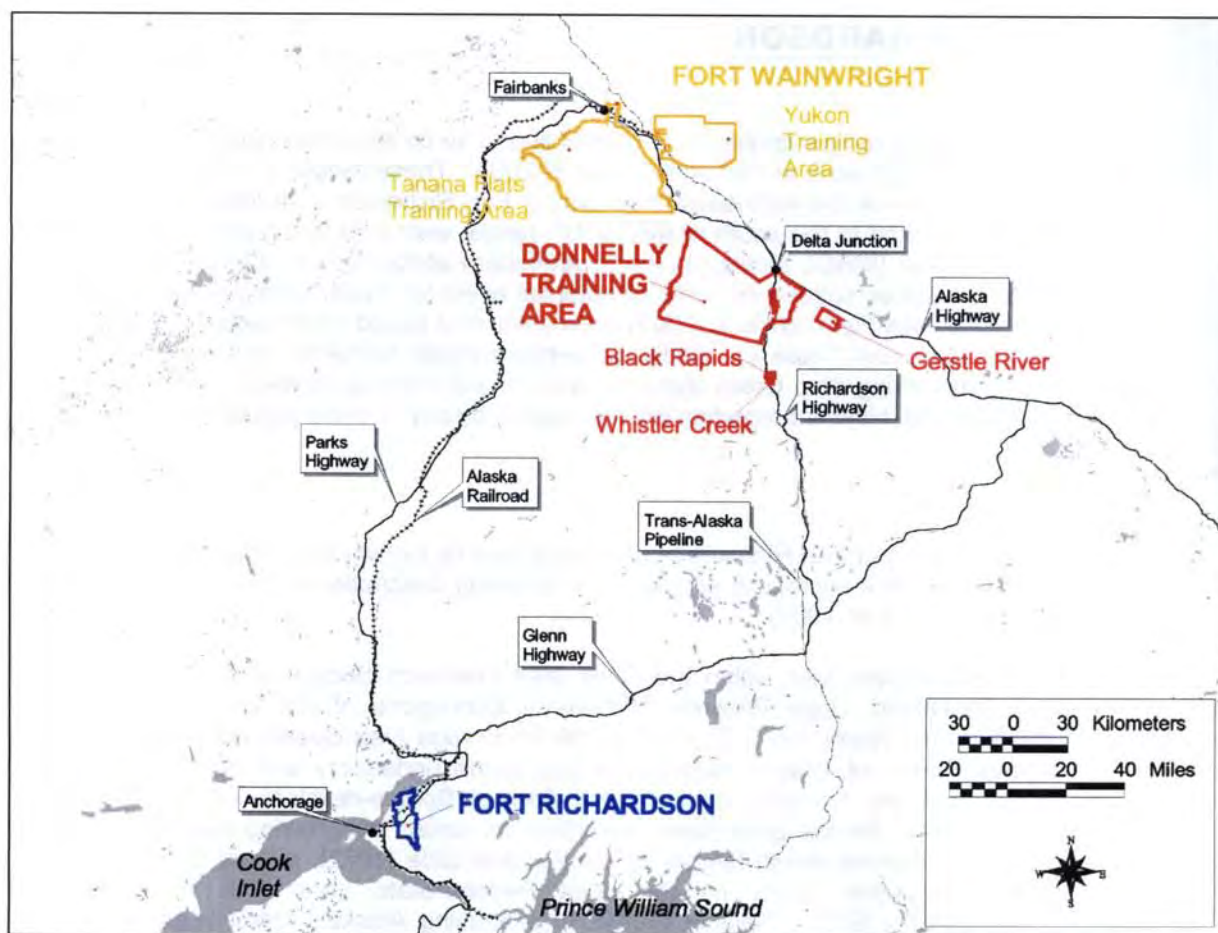 FORT WAINWRIGHT
Fairbanks
Yukon
Training
Area
Tanana Flats
Training Area
Delta Junction
DONNELLY
TRAINING
AREA
Alaska
Highway
Black Rapids
Gerstle River
Richardson
Highway
Whistler Creek
Parks
Highway
Alaska
Railroad
Trans-Alaska
Pipeline
Glenn
Highway
30 0 30 Kilometers
20 0 20 40 Miles
Anchorage
FORT RICHARDSON
Cook
Inlet
Prince William Sound
N
W E
S